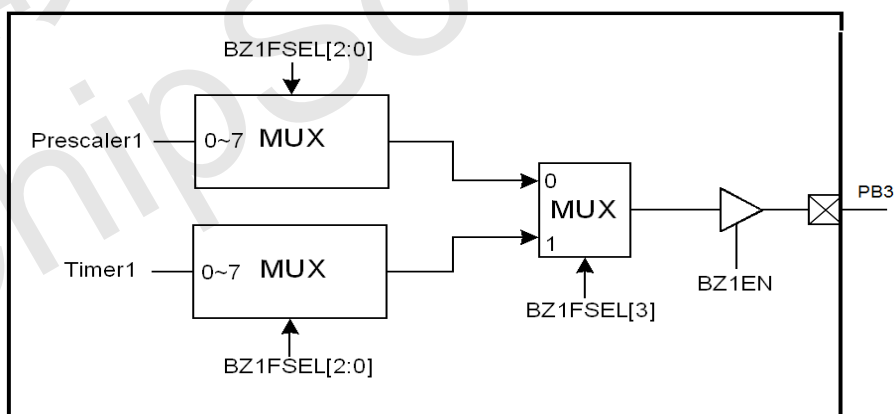 BZ1FSEL[2:0]
Prescaler1
0~7 MUX
0
MUX
1
PB3
Timer1
0~7 MUX
BZ1EN
BZ1FSEL[3]
BZ1FSEL[2:0]